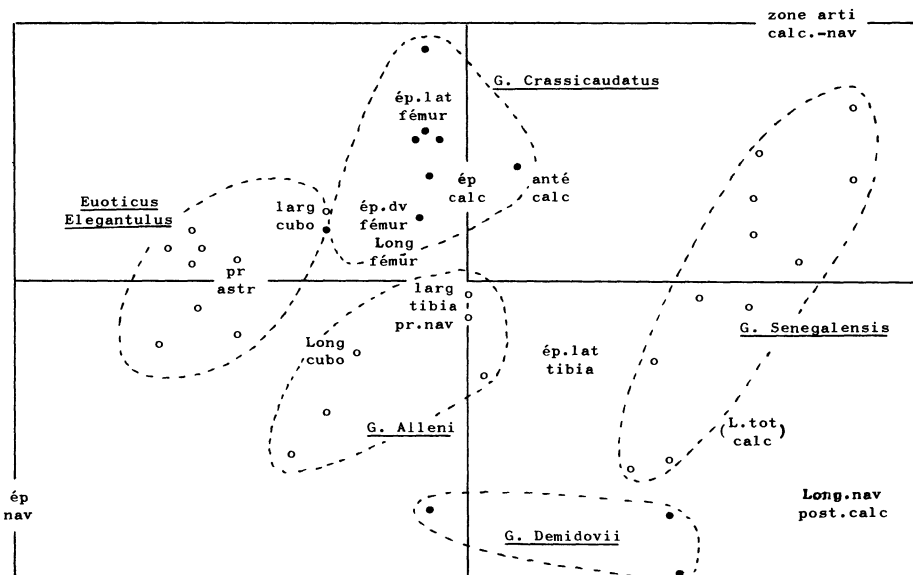 zone arti
calc.-nav
G. Crassicaudatus
ép.lat
fémur
ép
calc
anté
calc
Euoticus
Elegantulus
larg
cubo
ép.dv
fémur
Long
fémur
pr
astr
larg
tibia
pr.nav
G. Senegalensis
Long
cubo
ép.lat
tibia
G. Alleni
(L.tot)
calc
ép
nav
Long.nav
post.calc
G. Demidovii